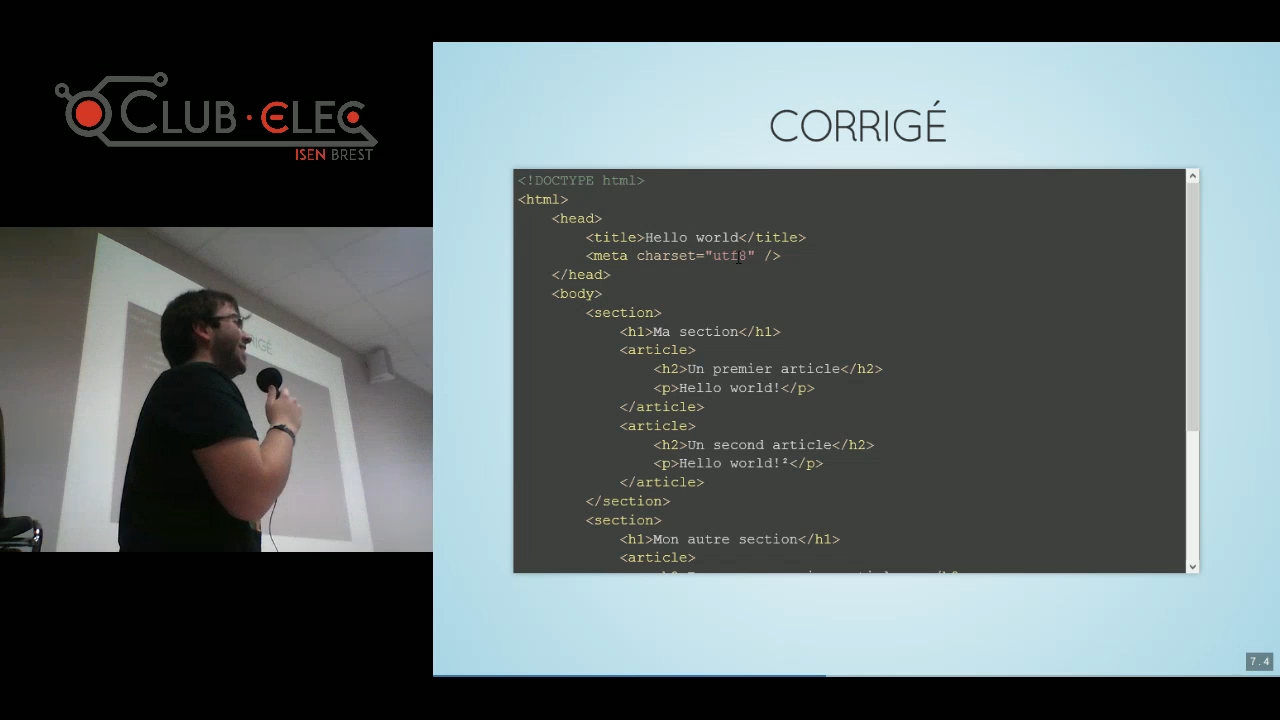 CLUB·ELEC
ISEN BREST
CORRIGÉ
<!DOCTYPE html>
<html>
<head>
<title>Hello world</title>
<meta charset="utf8" />
</head>
<body>
<section>
<h1>Ma section</h1>
<article>
<h2>Un premier article</h2>
<p>Hello world!</p>
</article>
<article>
<h2>Un second article</h2>
<p>Hello world!²</p>
</article>
</section>
<section>
<h1>Mon autre section</h1>
<article>
7.4